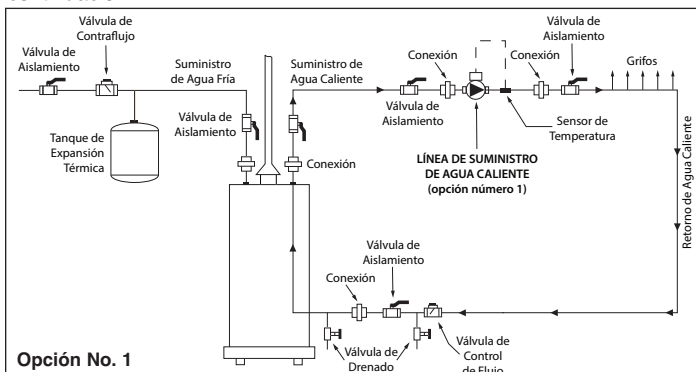 Válvula de
Contraflujo
Válvula de
Aislamiento
Suministro
de Agua Fría
Suministro de
Agua Caliente
Conexión
Conexión
Válvula de
Aislamiento
Grifos
Válvula de
Aislamiento
Válvula de
Aislamiento
Sensor de
Temperatura
Tanque de
Expansión
Térmica
Conexión
LÍNEA DE SUMINISTRO
DE AGUA CALIENTE
(opción número 1)
Retorno de Agua Caliente
Válvula de
Aislamiento
Conexión
Válvula de
Drenado
Válvula de
Control
de Flujo
Opción No. 1